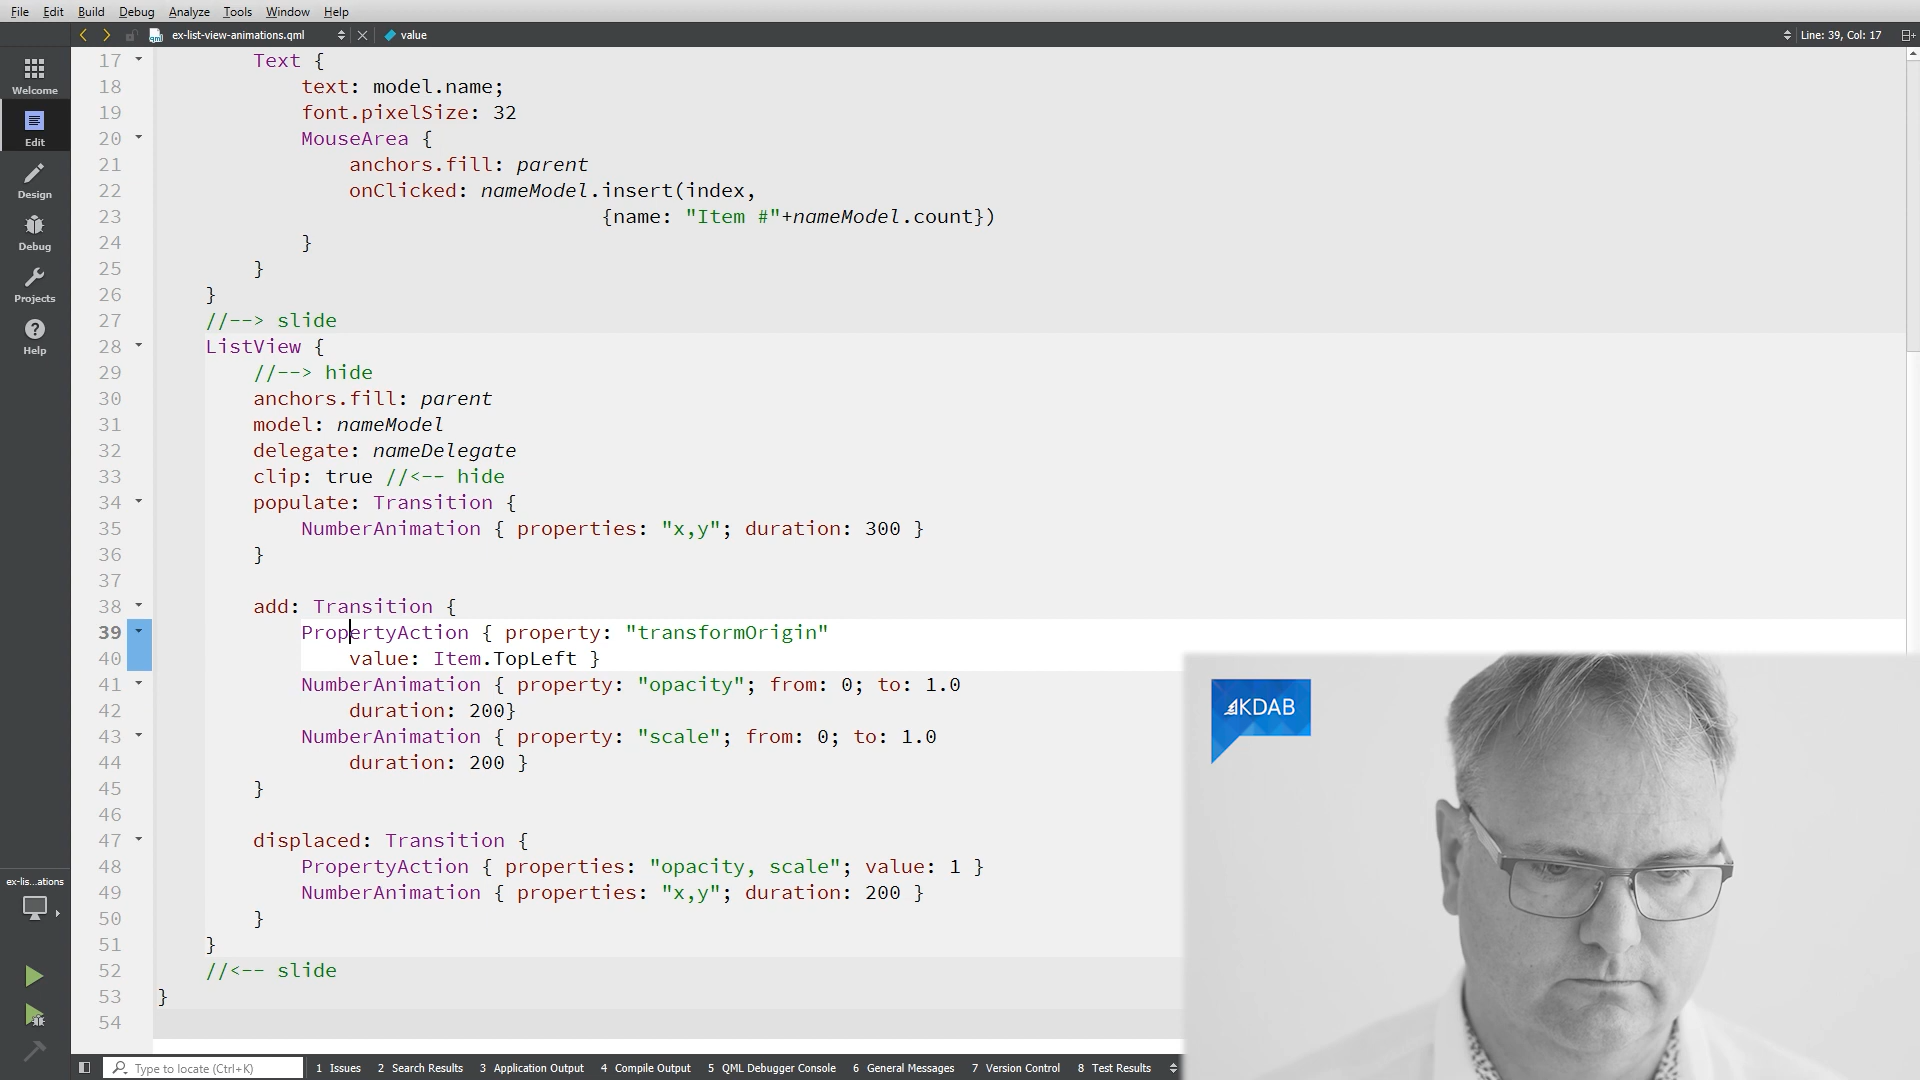 File Edit Build Debug Analyze Tools Window Help
ex-list-view-animations.qml value Line: 39, Col: 17
Welcome
Edit
Design
Debug
Projects
Help
ex-lis...ations
17 Text {
18 text: model.name;
19 font.pixelSize: 32
20 MouseArea {
21 anchors.fill: parent
22 onClicked: nameModel.insert(index,
23 {name: "Item #"+nameModel.count})
24 }
25 }
26 }
27 //--> slide
28 ListView {
29 //--> hide
30 anchors.fill: parent
31 model: nameModel
32 delegate: nameDelegate
33 clip: true //<-- hide
34 populate: Transition {
35 NumberAnimation { properties: "x,y"; duration: 300 }
36 }
37
38 add: Transition {
39 PropertyAction { property: "transformOrigin"
40 value: Item.TopLeft }
41 NumberAnimation { property: "opacity"; from: 0; to: 1.0
42 duration: 200}
43 NumberAnimation { property: "scale"; from: 0; to: 1.0
44 duration: 200 }
45 }
46
47 displaced: Transition {
48 PropertyAction { properties: "opacity, scale"; value: 1 }
49 NumberAnimation { properties: "x,y"; duration: 200 }
50 }
51 }
52 //<-- slide
53 }
54
KDAB
Type to locate (Ctrl+K) 1 Issues 2 Search Results 3 Application Output 4 Compile Output 5 QML Debugger Console 6 General Messages 7 Version Control 8 Test Results